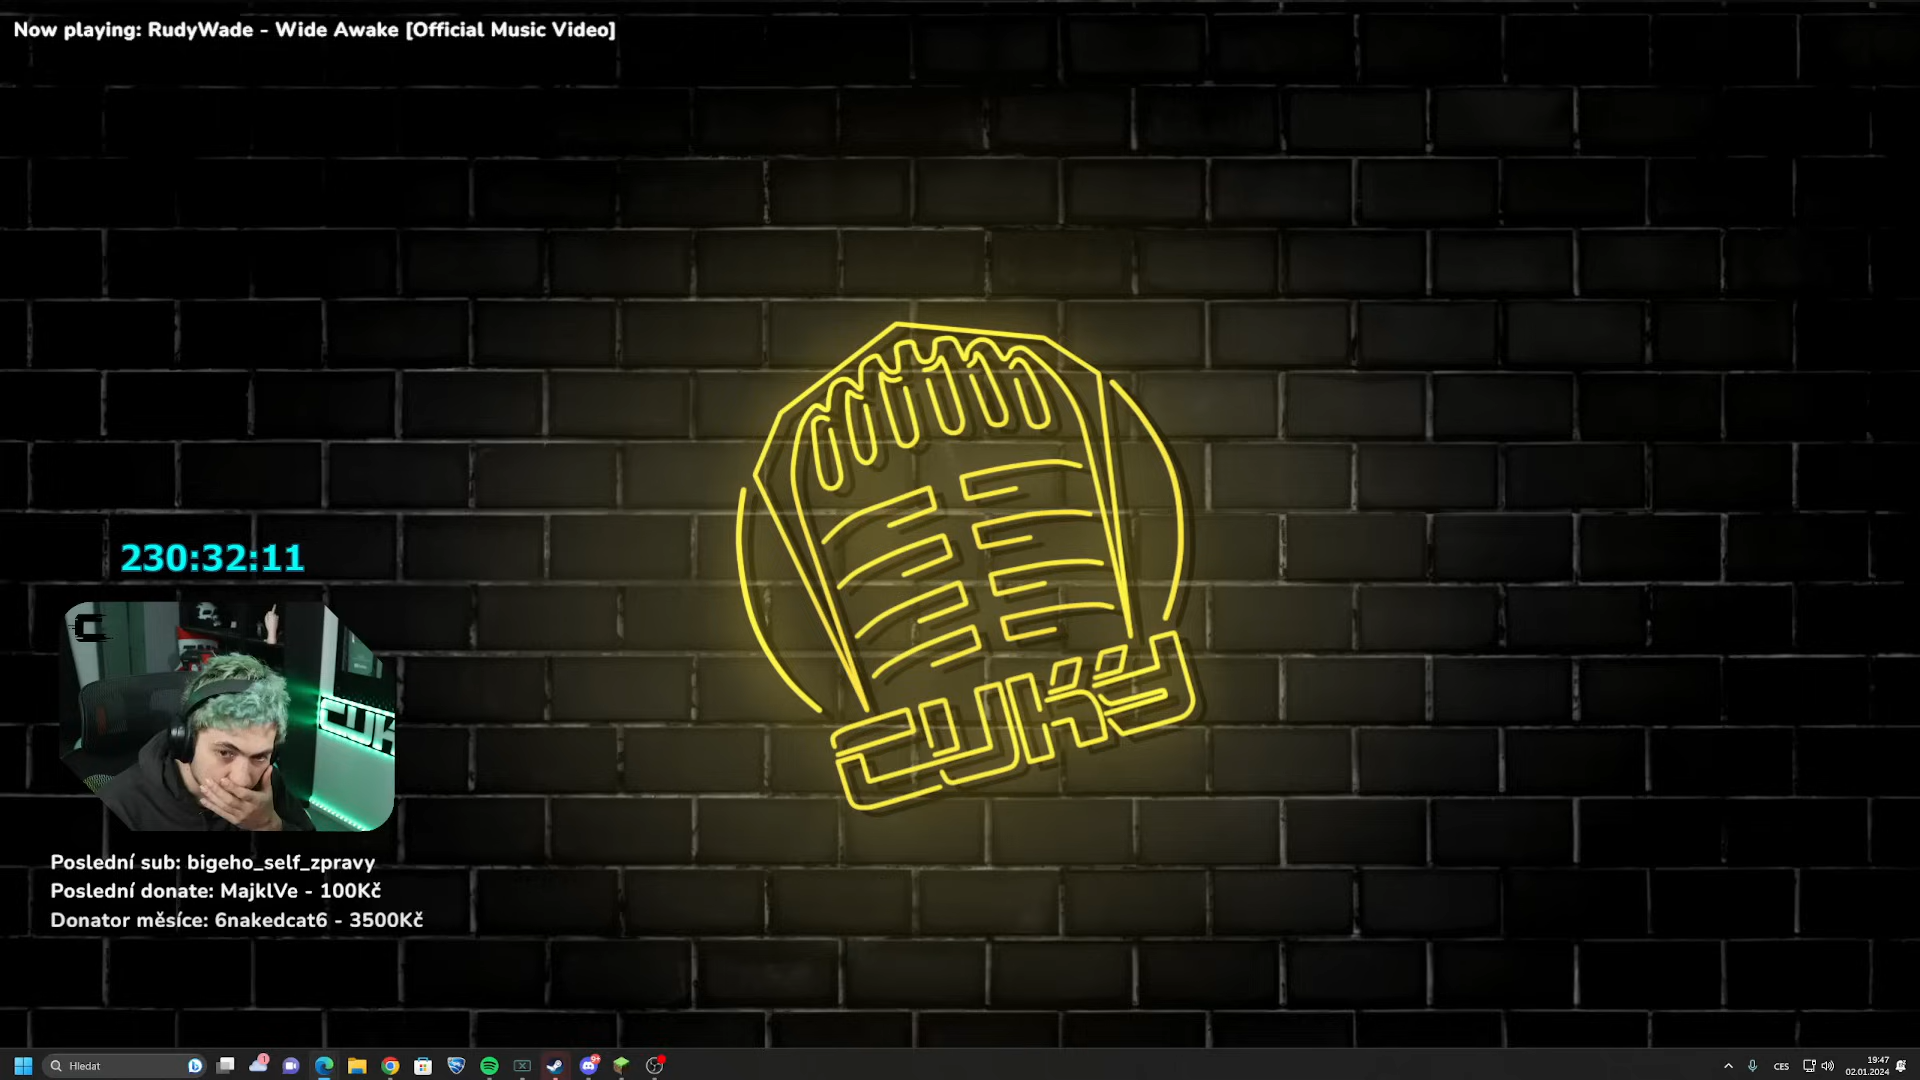 Now playing: RudyWade - Wide Awake [Official Music Video]
230:32:11
CUKY
CUKY
Poslední sub: bigeho_self_zpravy
Poslední donate: MajklVe - 100Kč
Donator měsíce: 6nakedcat6 - 3500Kč
Hledat
CES
19:47
02.01.2024